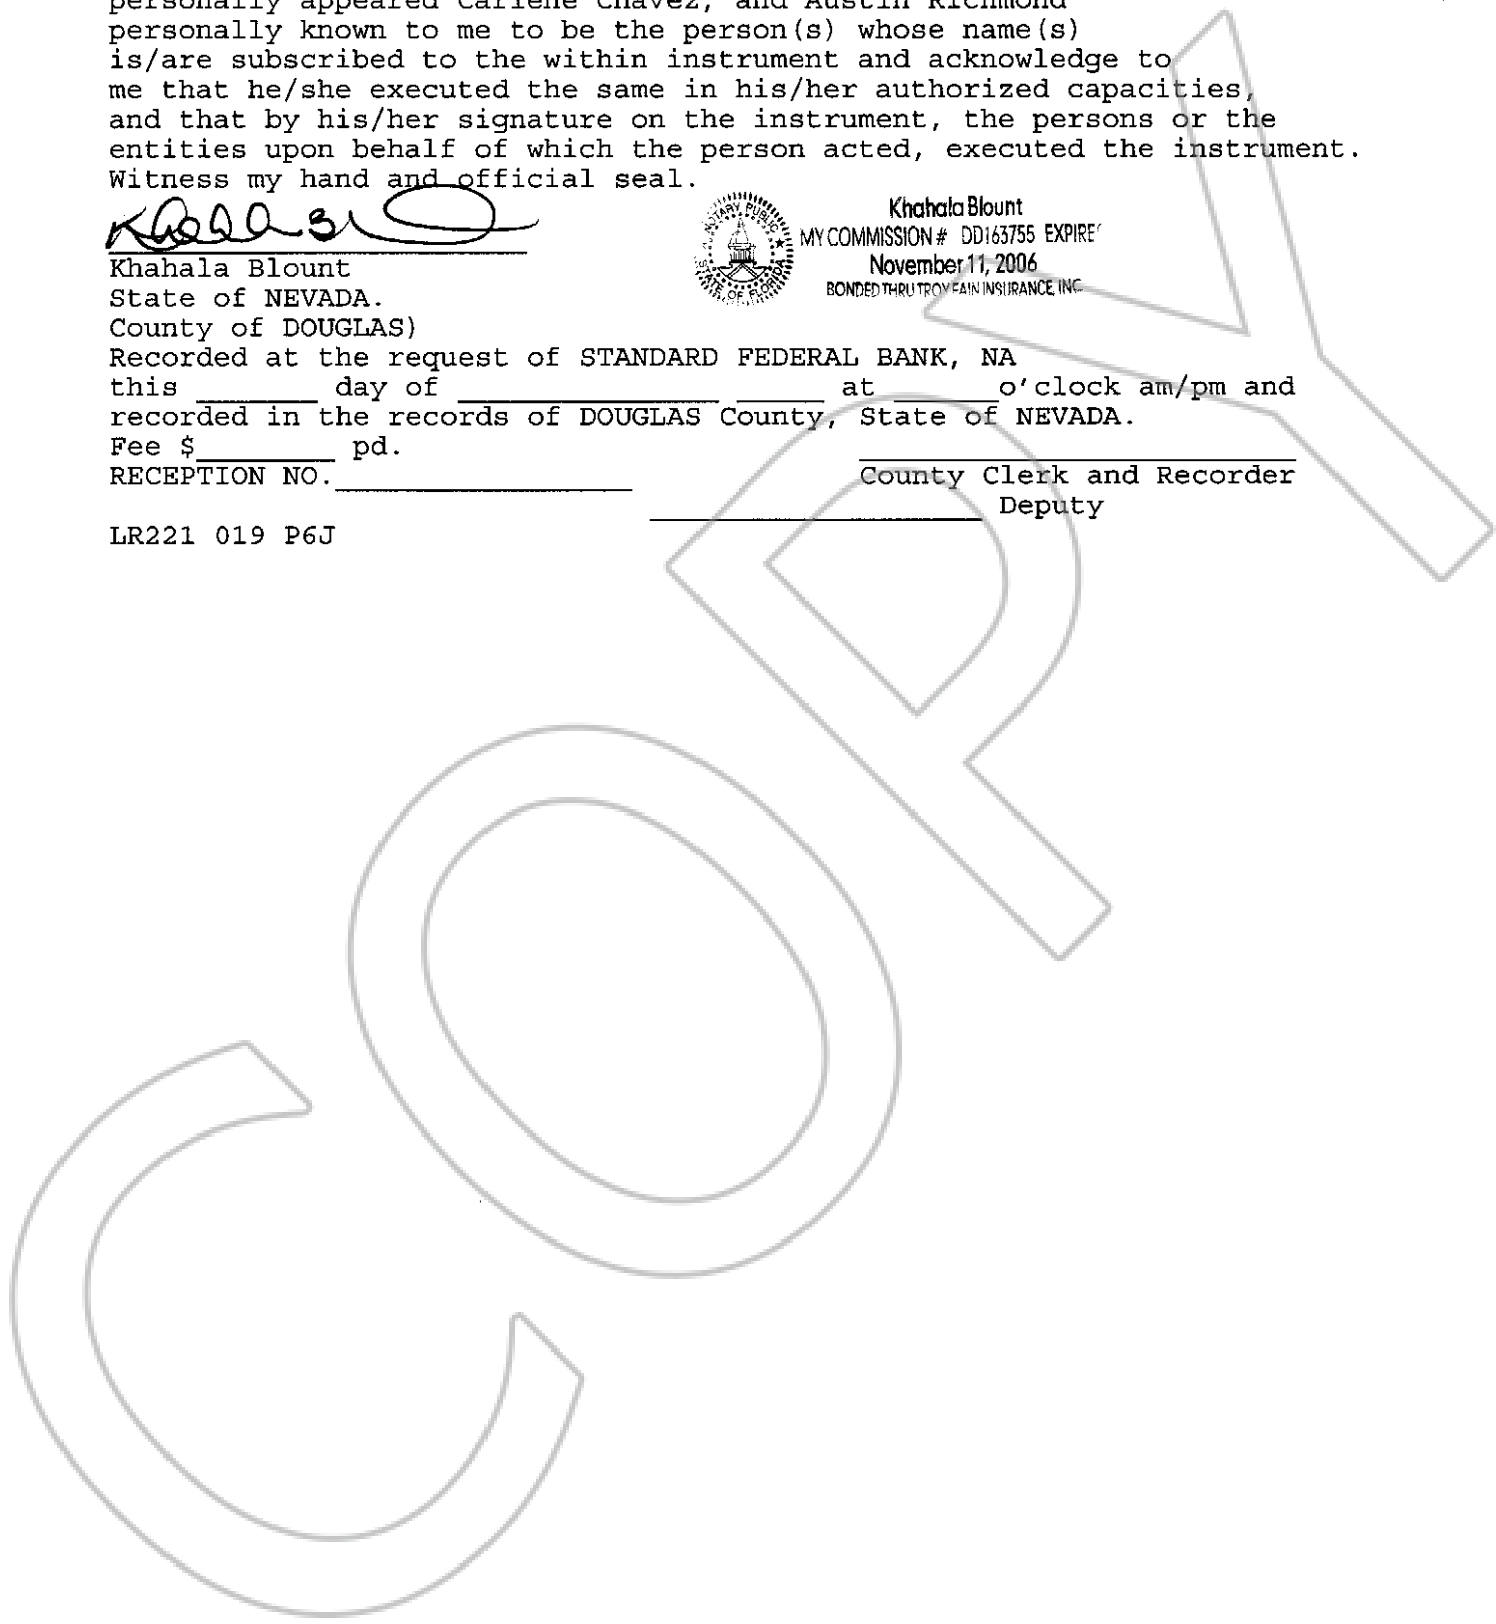 personally appeared Carlene Chavez, and Austin Richmond
personally known to me to be the person(s) whose name(s)
is/are subscribed to the within instrument and acknowledge to
me that he/she executed the same in his/her authorized capacities,
and that by his/her signature on the instrument, the persons or the
entities upon behalf of which the person acted, executed the instrument.
Witness my hand and official seal.
NOTARY PUBLIC
STATE OF FLORIDA
Khahala Blount
MY COMMISSION # DD163755 EXPIRE
November 11, 2006
BONDED THRU TROY FAIN INSURANCE, INC.
Khahala Blount
State of NEVADA.
County of DOUGLAS)
Recorded at the request of STANDARD FEDERAL BANK, NA
this _______ day of _______________ _____ at ______o'clock am/pm and
recorded in the records of DOUGLAS County, State of NEVADA.
Fee $________ pd.
RECEPTION NO._________________
County Clerk and Recorder
___________________ Deputy
LR221 019 P6J
COPY